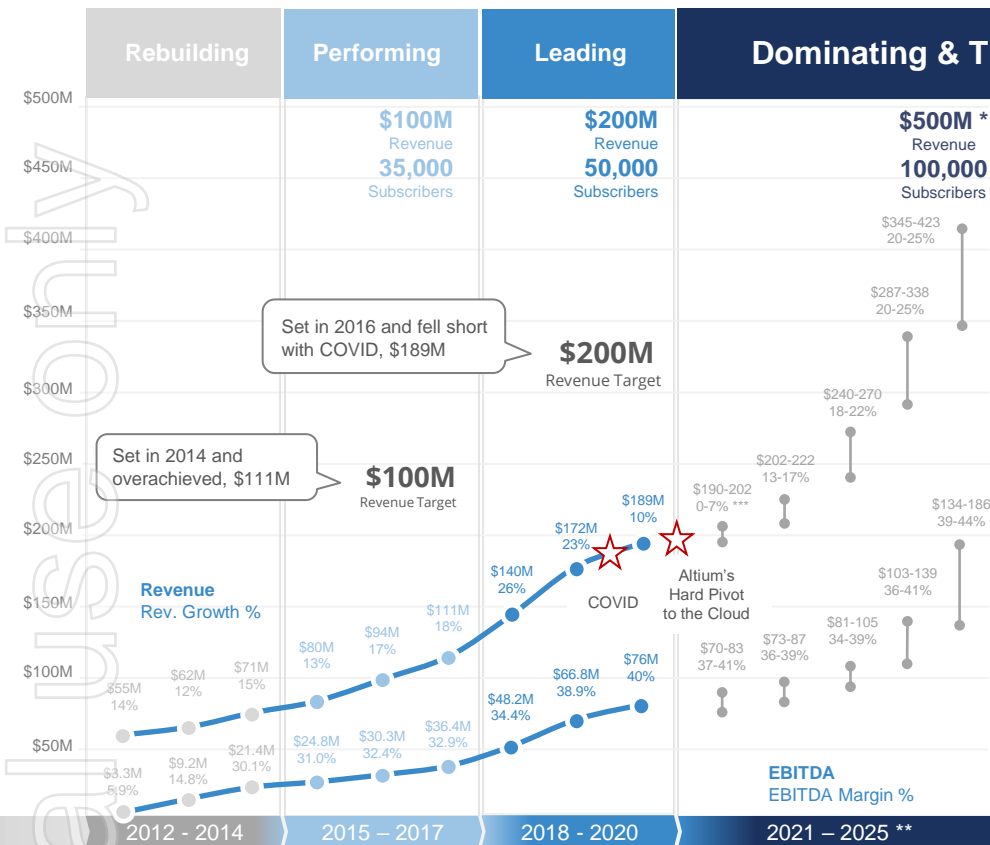 Rebuilding
Performing
Leading
Dominating & T
$500M
$450M
$400M
$350M
$300M
$250M
$200M
$150M
$100M
$50M
$100M
Revenue
35,000
Subscribers
$200M
Revenue
50,000
Subscribers
$500M *
Revenue
100,000
Subscribers
Set in 2016 and fell short
with COVID, $189M
$200M
Revenue Target
Set in 2014 and
overachieved, $111M
$100M
Revenue Target
Revenue
Rev. Growth %
$55M
14%
$62M
12%
$71M
15%
$80M
13%
$94M
17%
$111M
18%
$140M
26%
$172M
23%
$189M
10%
COVID
Altium's
Hard Pivot
to the Cloud
$190-202
0-7% ***
$202-222
13-17%
$240-270
18-22%
$287-338
20-25%
$345-423
20-25%
$3.3M
5.9%
$9.2M
14.8%
$21.4M
30.1%
$24.8M
31.0%
$30.3M
32.4%
$36.4M
32.9%
$48.2M
34.4%
$66.8M
38.9%
$76M
40%
$70-83
37-41%
$73-87
36-39%
$81-105
34-39%
$103-139
36-41%
$134-186
39-44%
EBITDA
EBITDA Margin %
2012 - 2014
2015 – 2017
2018 - 2020
2021 – 2025 **
al use only